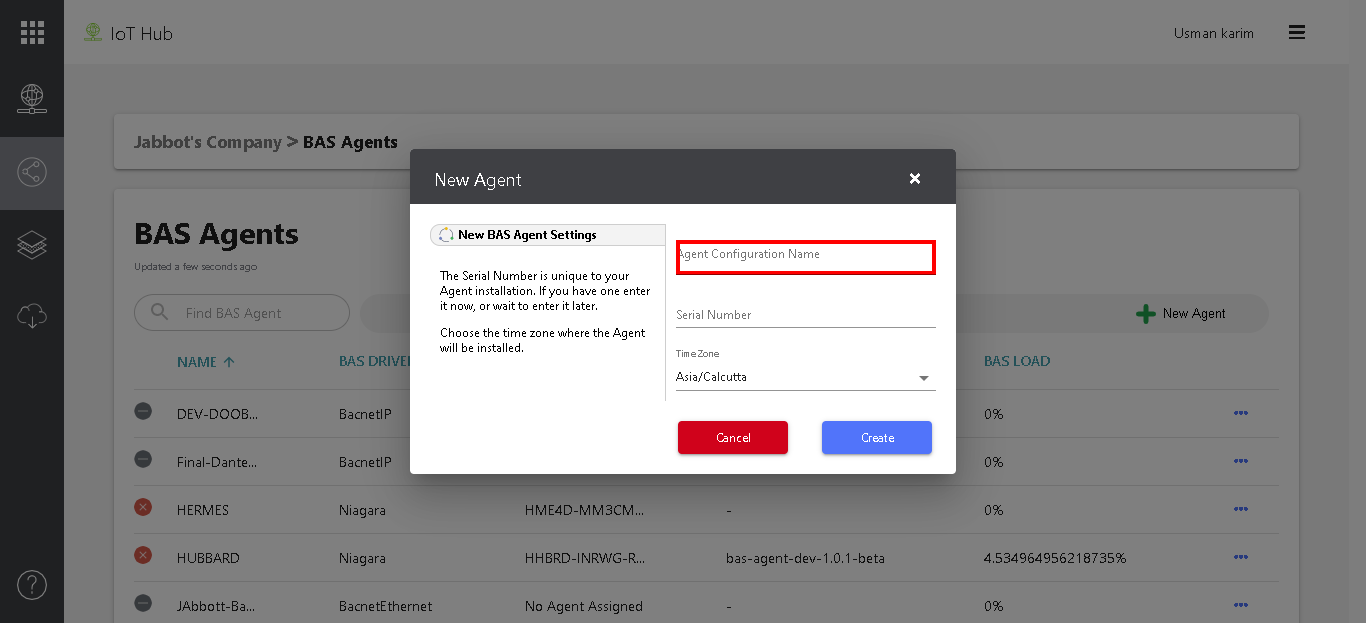 IoT Hub
Usman karim
Jabbot's Company > BAS Agents
BAS Agents
Updated a few seconds ago
Find BAS Agent
New Agent
NAME
BAS DRIVE
BAS LOAD
DEV-DOOB...
BacnetIP
0%
Final-Dante...
BacnetIP
0%
HERMES
Niagara
HME4D-MM3CM...
-
0%
HUBBARD
Niagara
HHBRD-INRWG-R...
bas-agent-dev-1.0.1-beta
4.534964956218735%
JAbbott-Ba...
BacnetEthernet
No Agent Assigned
-
0%
New Agent
New BAS Agent Settings
The Serial Number is unique to your
Agent installation. If you have one enter
it now, or wait to enter it later.
Choose the time zone where the Agent
will be installed.
Agent Configuration Name
Serial Number
TimeZone
Asia/Calcutta
Cancel
Create
?